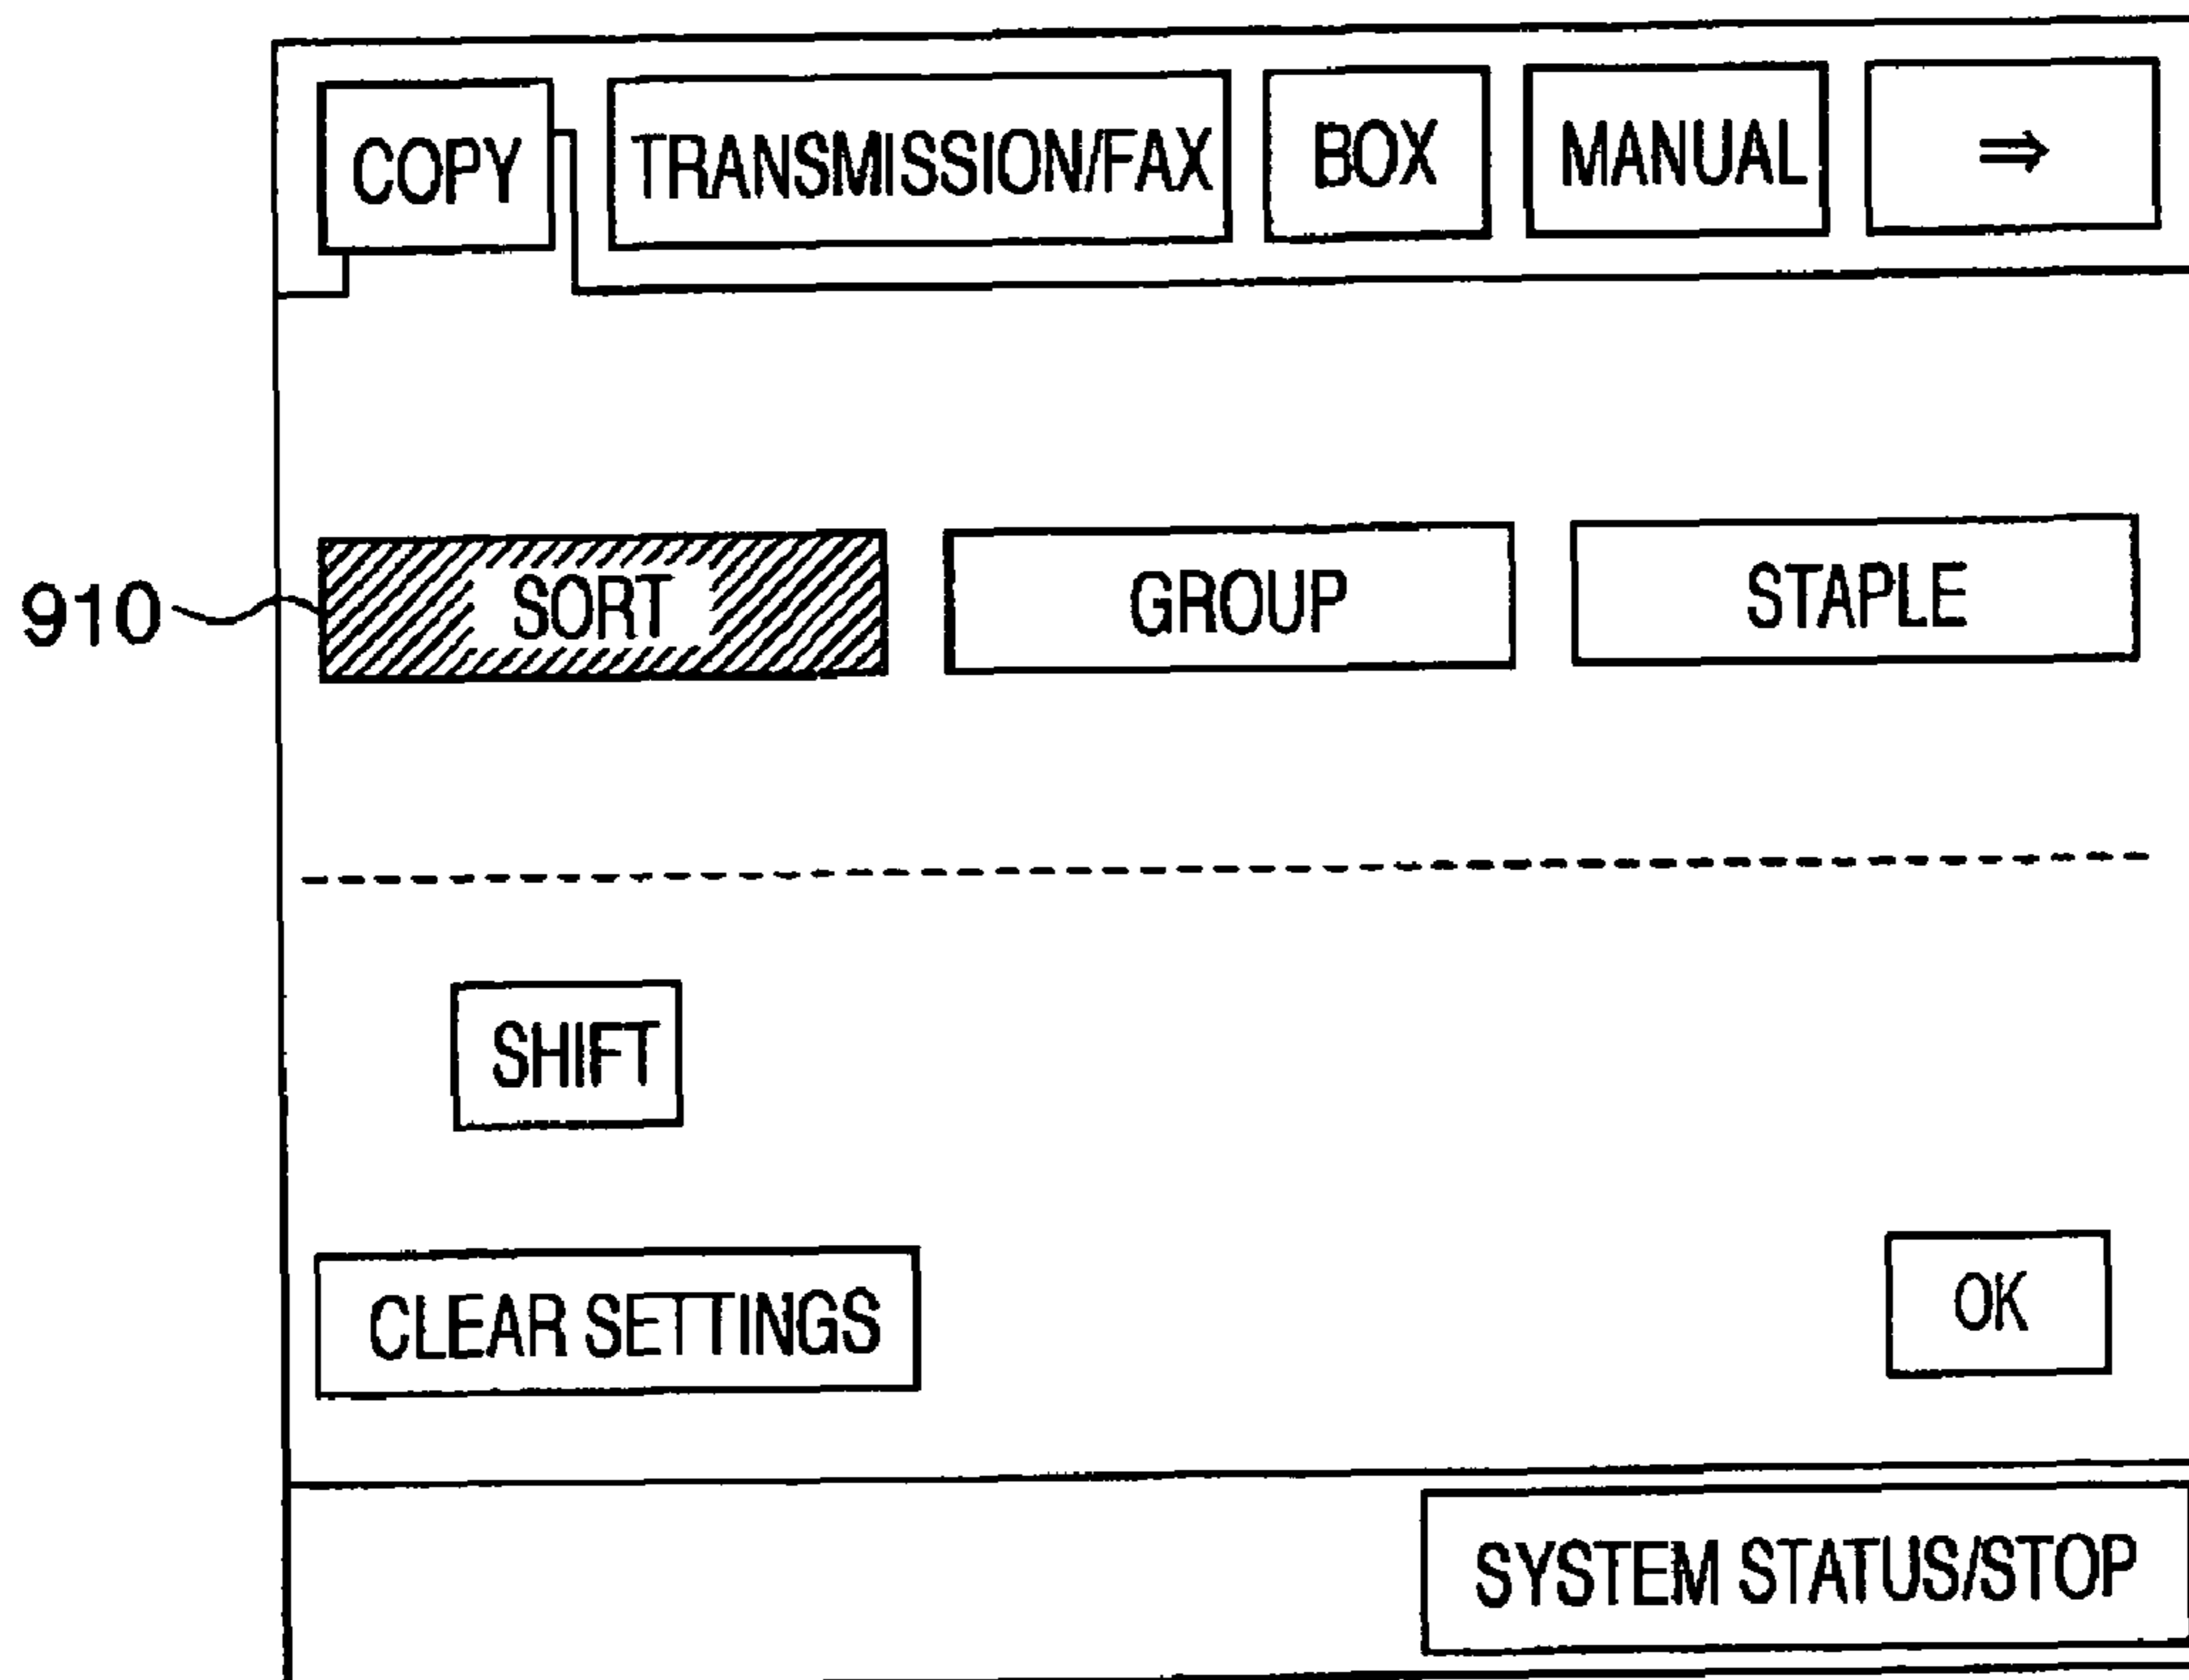 COPY TRANSMISSION/FAX BOX MANUAL ⇒
910 SORT GROUP STAPLE
SHIFT
CLEAR SETTINGS OK
SYSTEM STATUS/STOP